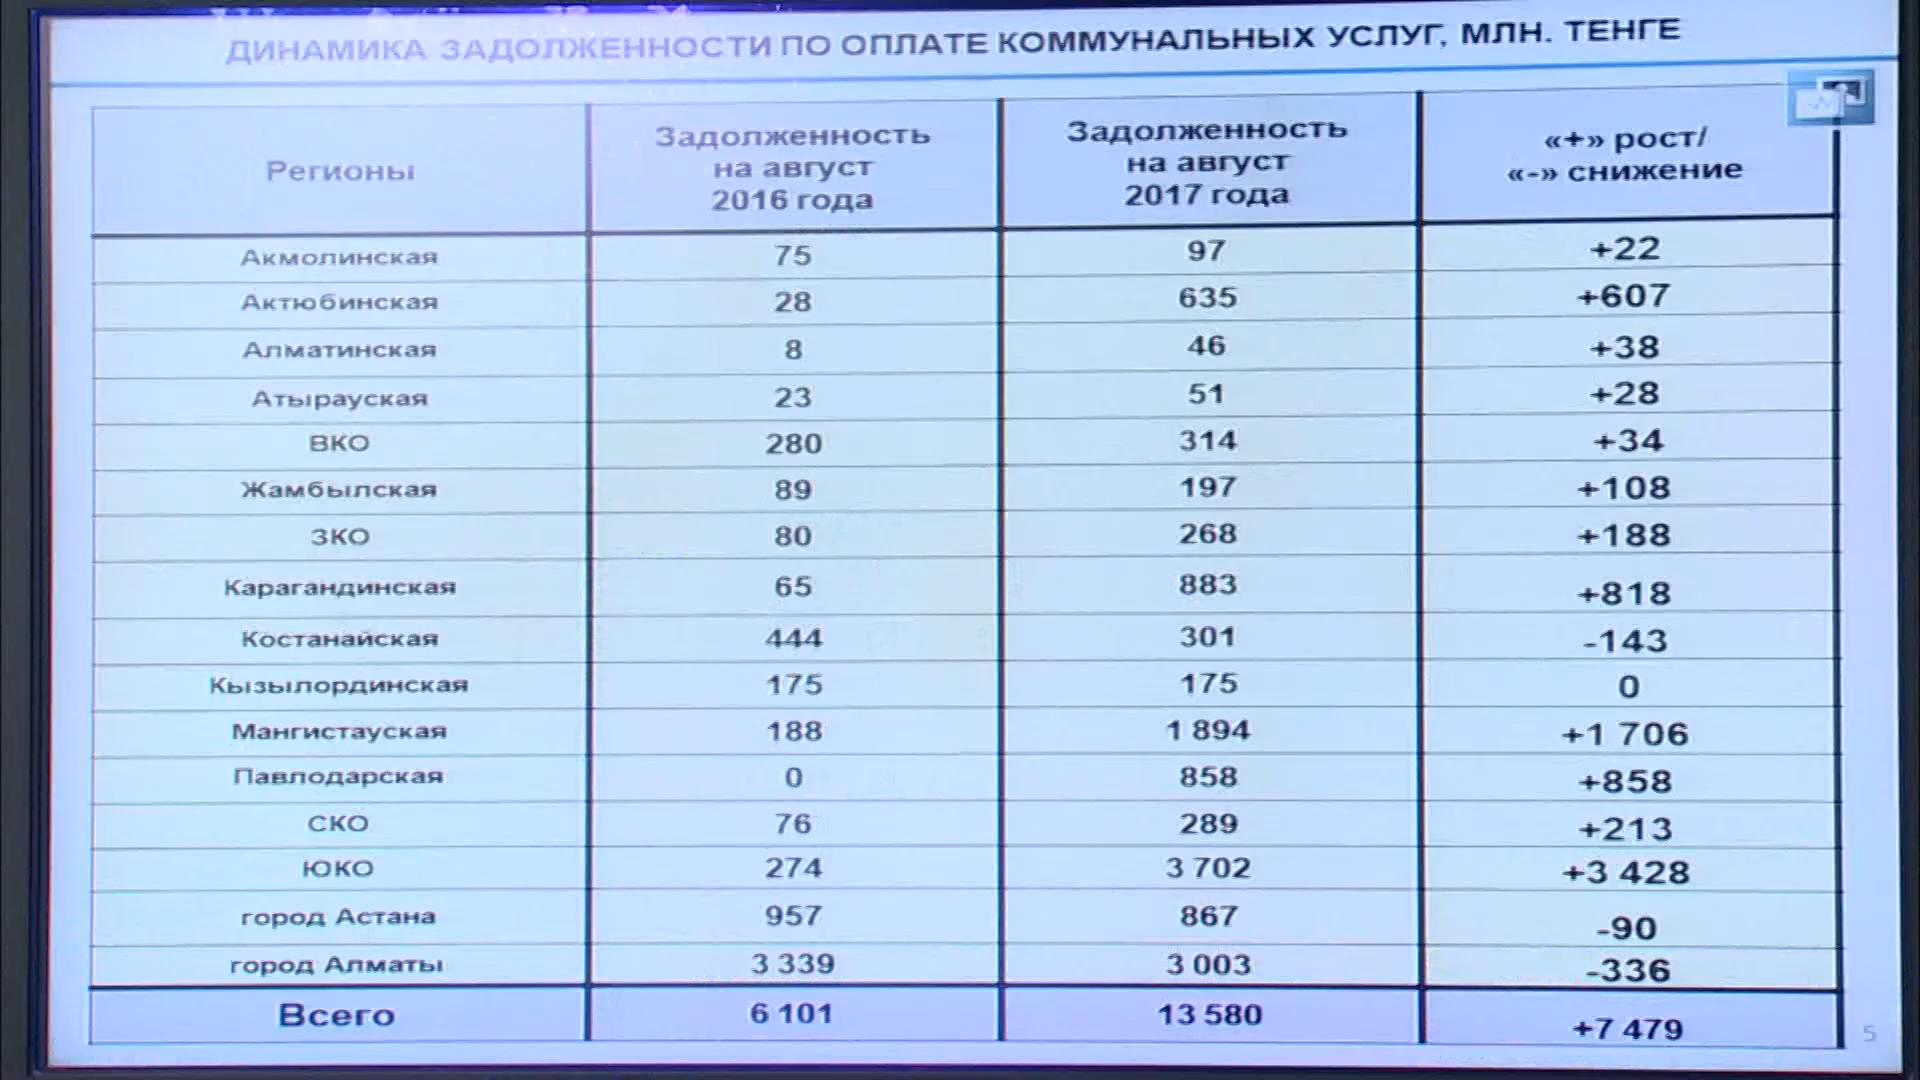 ДИНАМИКА ЗАДОЛЖЕННОСТИ ПО ОПЛАТЕ КОММУНАЛЬНЫХ УСЛУГ, МЛН. ТЕНГЕ
Регионы
Задолженность
на август
2016 года
Задолженность
на август
2017 года
«+» рост/
«-» снижение
Акмолинская 75 97 +22
Актюбинская 28 635 +607
Алматинская 8 46 +38
Атырауская 23 51 +28
ВКО 280 314 +34
Жамбылская 89 197 +108
ЗКО 80 268 +188
Карагандинская 65 883 +818
Костанайская 444 301 -143
Кызылординская 175 175 0
Мангистауская 188 1 894 +1 706
Павлодарская 0 858 +858
СКО 76 289 +213
ЮКО 274 3 702 +3 428
город Астана 957 867 -90
город Алматы 3 339 3 003 -336
Всего 6 101 13 580 +7 479
5